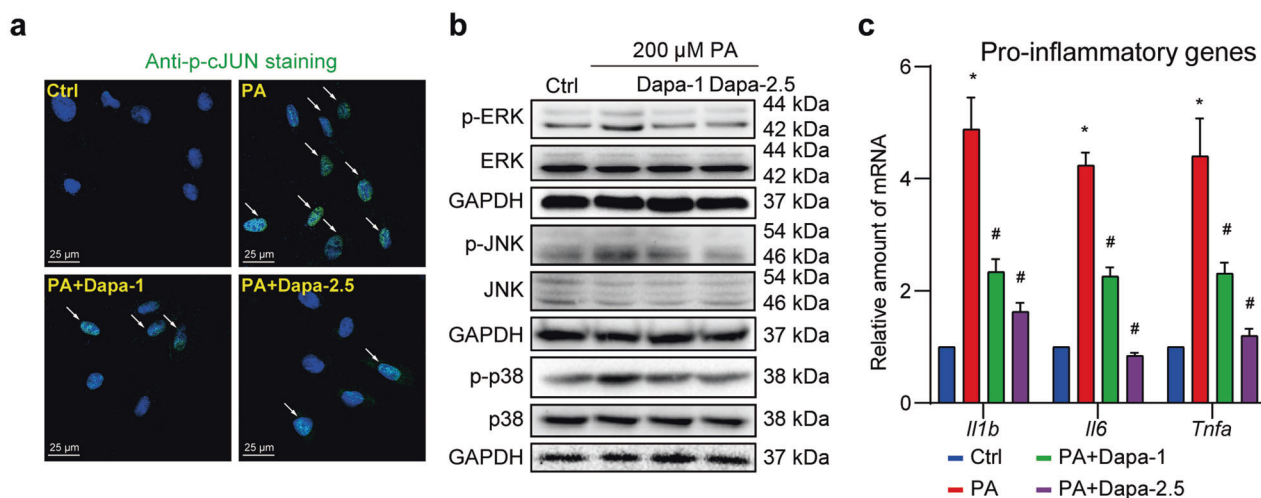 a
Anti-p-cJUN staining
Ctrl
PA
25 µm
25 µm
PA+Dapa-1
PA+Dapa-2.5
25 µm
25 µm
b
200 µM PA
Ctrl Dapa-1 Dapa-2.5
p-ERK 44 kDa
42 kDa
ERK 44 kDa
42 kDa
GAPDH 37 kDa
p-JNK 54 kDa
46 kDa
JNK 54 kDa
46 kDa
GAPDH 37 kDa
p-p38 38 kDa
p38 38 kDa
GAPDH 37 kDa
c
Pro-inflammatory genes
Relative amount of mRNA
6
4
2
0
* # #
* # #
* # #
Il1b Il6 Tnfa
Ctrl PA+Dapa-1
PA PA+Dapa-2.5